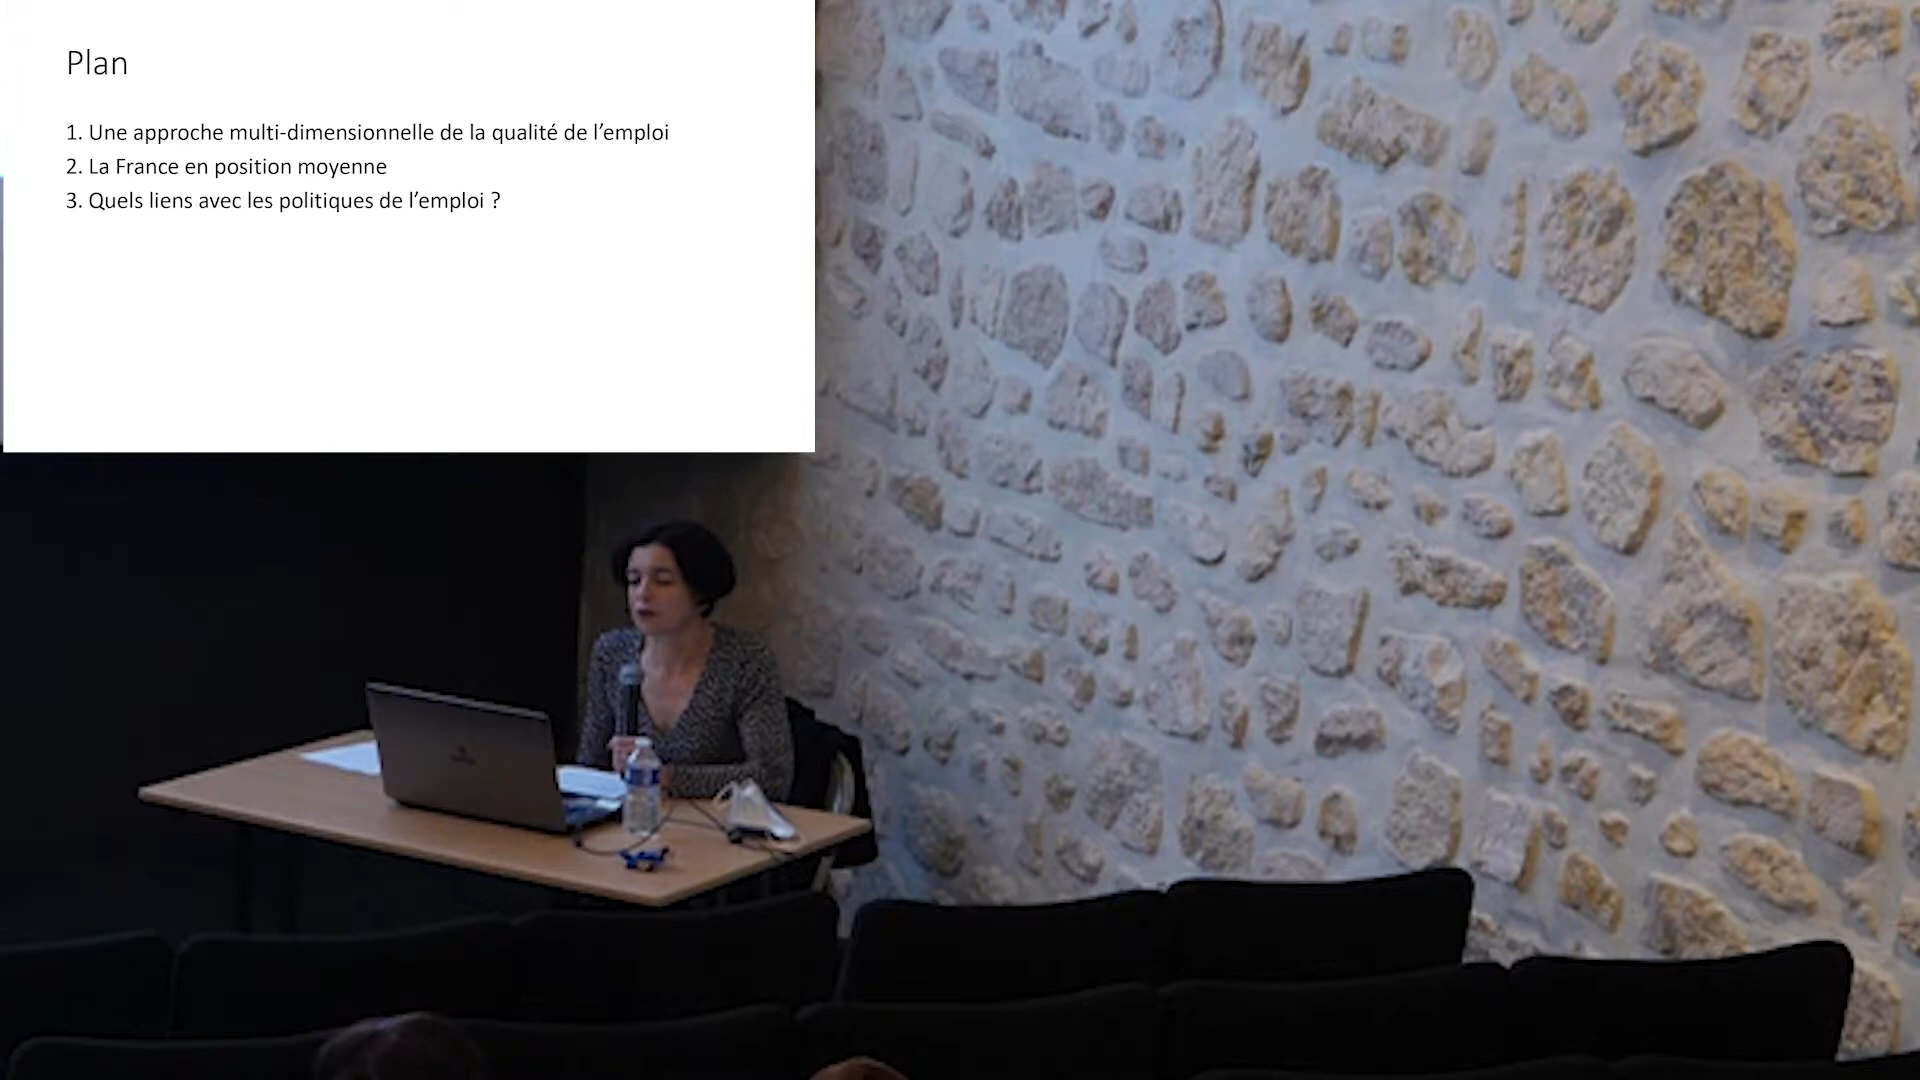 Plan
1. Une approche multi-dimensionnelle de la qualité de l’emploi
2. La France en position moyenne
3. Quels liens avec les politiques de l’emploi ?